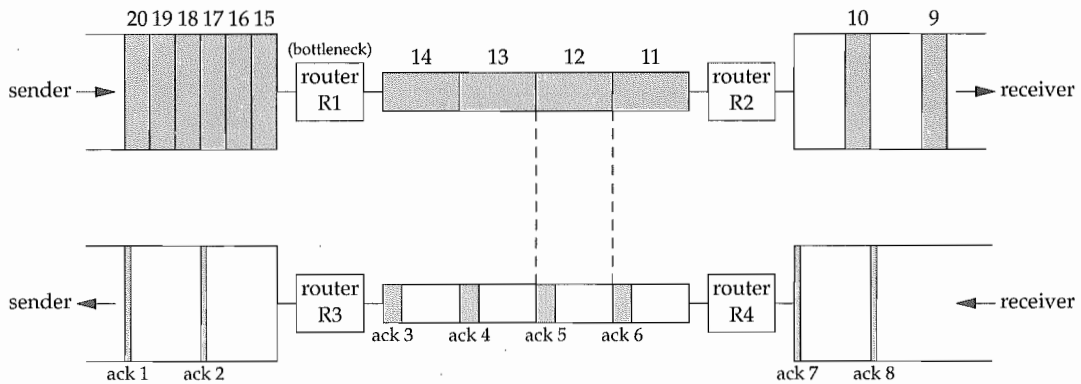 20 19 18 17 16 15
10 9
(bottleneck)
14 13 12 11
sender
router
R1
router
R2
receiver
sender
router
R3
router
R4
receiver
ack 3 ack 4 ack 5 ack 6
ack 1 ack 2
ack 7 ack 8